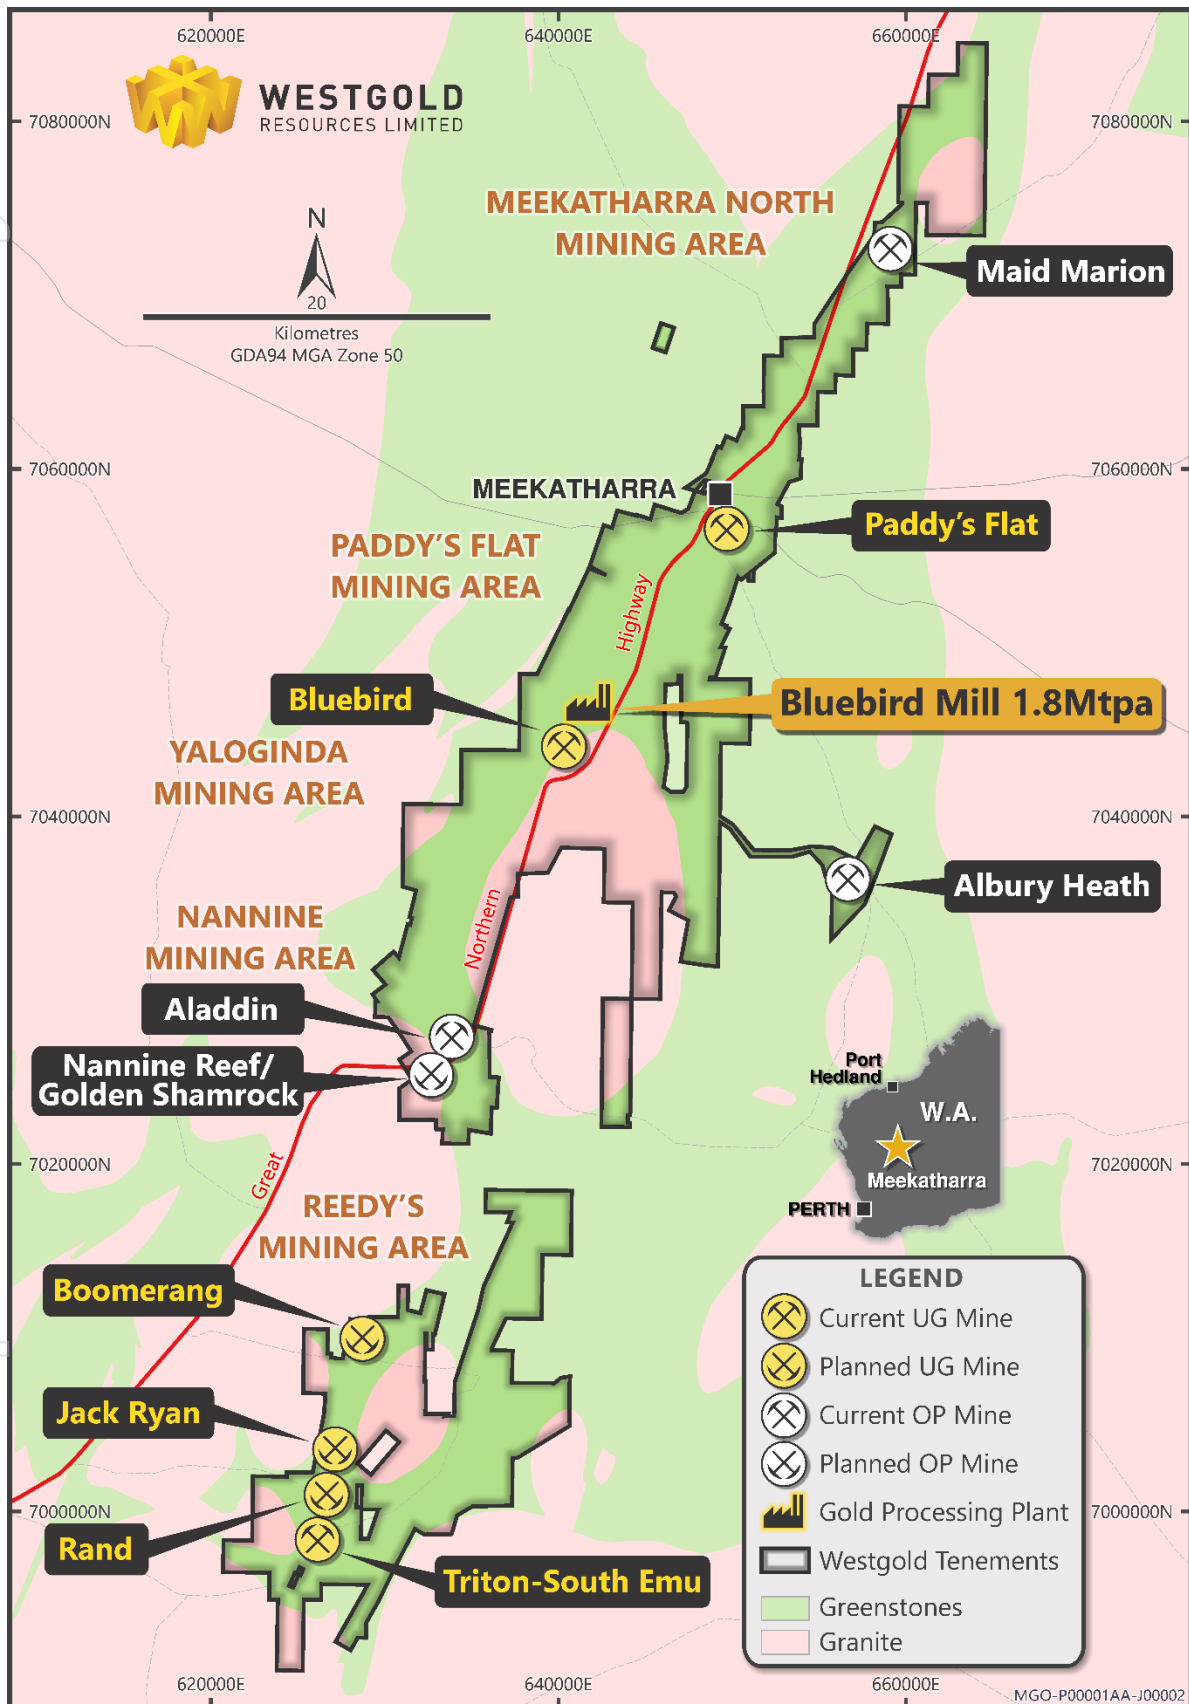 620000E
640000E
660000E
WESTGOLD
RESOURCES LIMITED
7080000N
7080000N
MEEKATHARRA NORTH
MINING AREA
N
20
Kilometres
GDA94 MGA Zone 50
Maid Marion
7060000N
7060000N
MEEKATHARRA
Paddy's Flat
PADDY'S FLAT
MINING AREA
Highway
Bluebird
Bluebird Mill 1.8Mtpa
YALOGINDA
MINING AREA
7040000N
7040000N
Albury Heath
NANNINE
MINING AREA
Northern
Aladdin
Nannine Reef/
Golden Shamrock
Port
Hedland
W.A.
Meekatharra
PERTH
7020000N
7020000N
Great
REEDY'S
MINING AREA
Boomerang
Jack Ryan
7000000N
7000000N
Rand
Triton-South Emu
LEGEND
Current UG Mine
Planned UG Mine
Current OP Mine
Planned OP Mine
Gold Processing Plant
Westgold Tenements
Greenstones
Granite
620000E
640000E
660000E
MGO-P00001AA-J00002